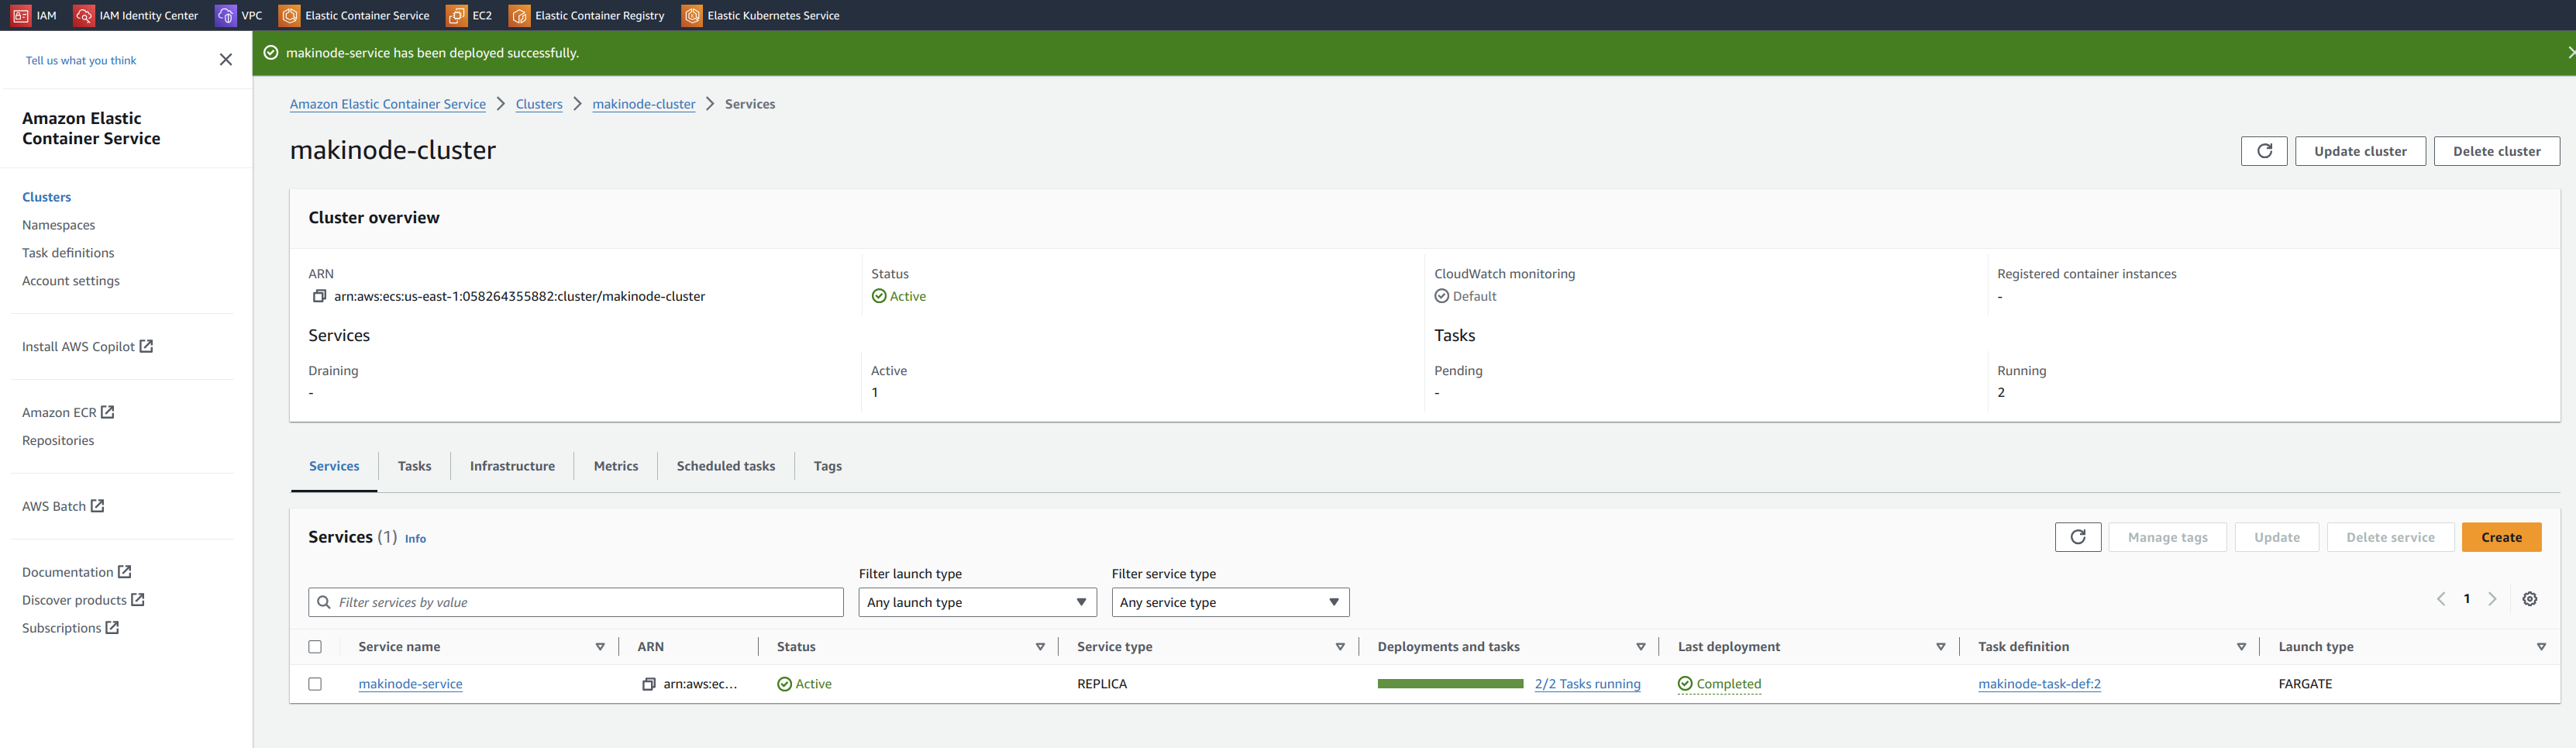 IAM IAM Identity Center VPC Elastic Container Service EC2 Elastic Container Registry Elastic Kubernetes Service
Tell us what you think
makinode-service has been deployed successfully.
Amazon Elastic Container Service
Clusters
Namespaces
Task definitions
Account settings
Install AWS Copilot
Amazon ECR
Repositories
AWS Batch
Documentation
Discover products
Subscriptions
Amazon Elastic Container Service > Clusters > makinode-cluster > Services
makinode-cluster
Update cluster Delete cluster
Cluster overview
ARN Status CloudWatch monitoring Registered container instances
arn:aws:ecs:us-east-1:058264355882:cluster/makinode-cluster Active Default -
Services Tasks
Draining Active Pending Running
- 1 - 2
Services Tasks Infrastructure Metrics Scheduled tasks Tags
Services (1) Info Manage tags Update Delete service Create
Filter launch type Filter service type
Filter services by value Any launch type Any service type 1
Service name ARN Status Service type Deployments and tasks Last deployment Task definition Launch type
makinode-service arn:aws:ec... Active REPLICA 2/2 Tasks running Completed makinode-task-def:2 FARGATE